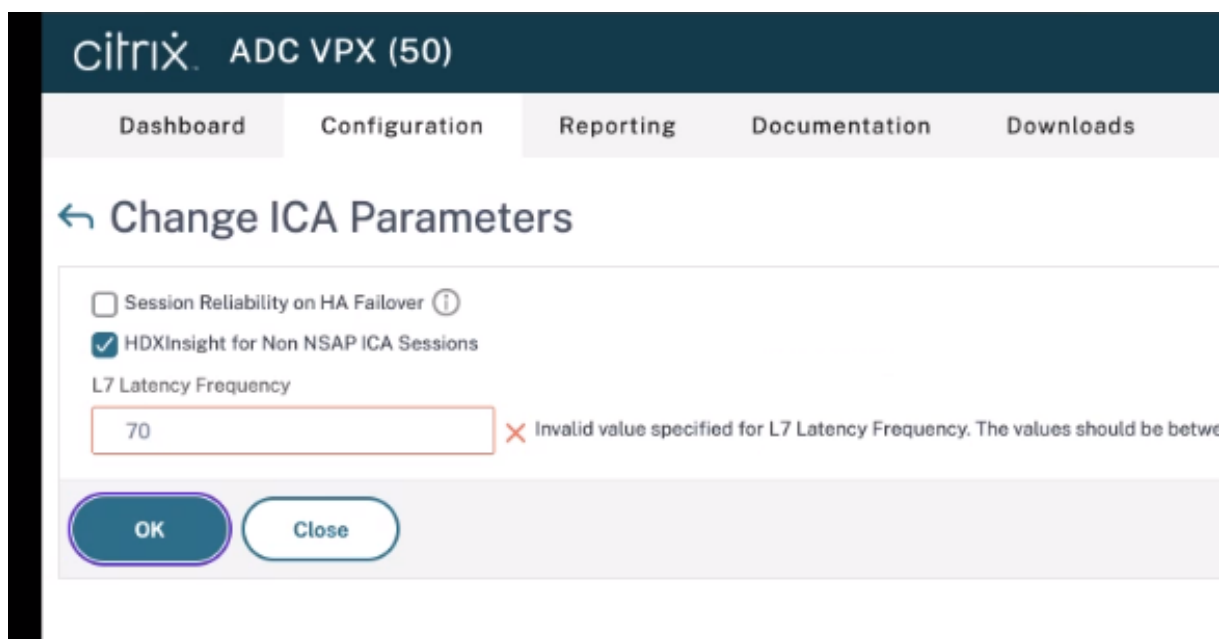 citrix. ADC VPX (50)
Dashboard Configuration Reporting Documentation Downloads
Change ICA Parameters
Session Reliability on HA Failover
HDXInsight for Non NSAP ICA Sessions
L7 Latency Frequency
70 Invalid value specified for L7 Latency Frequency. The values should be betwe
OK Close